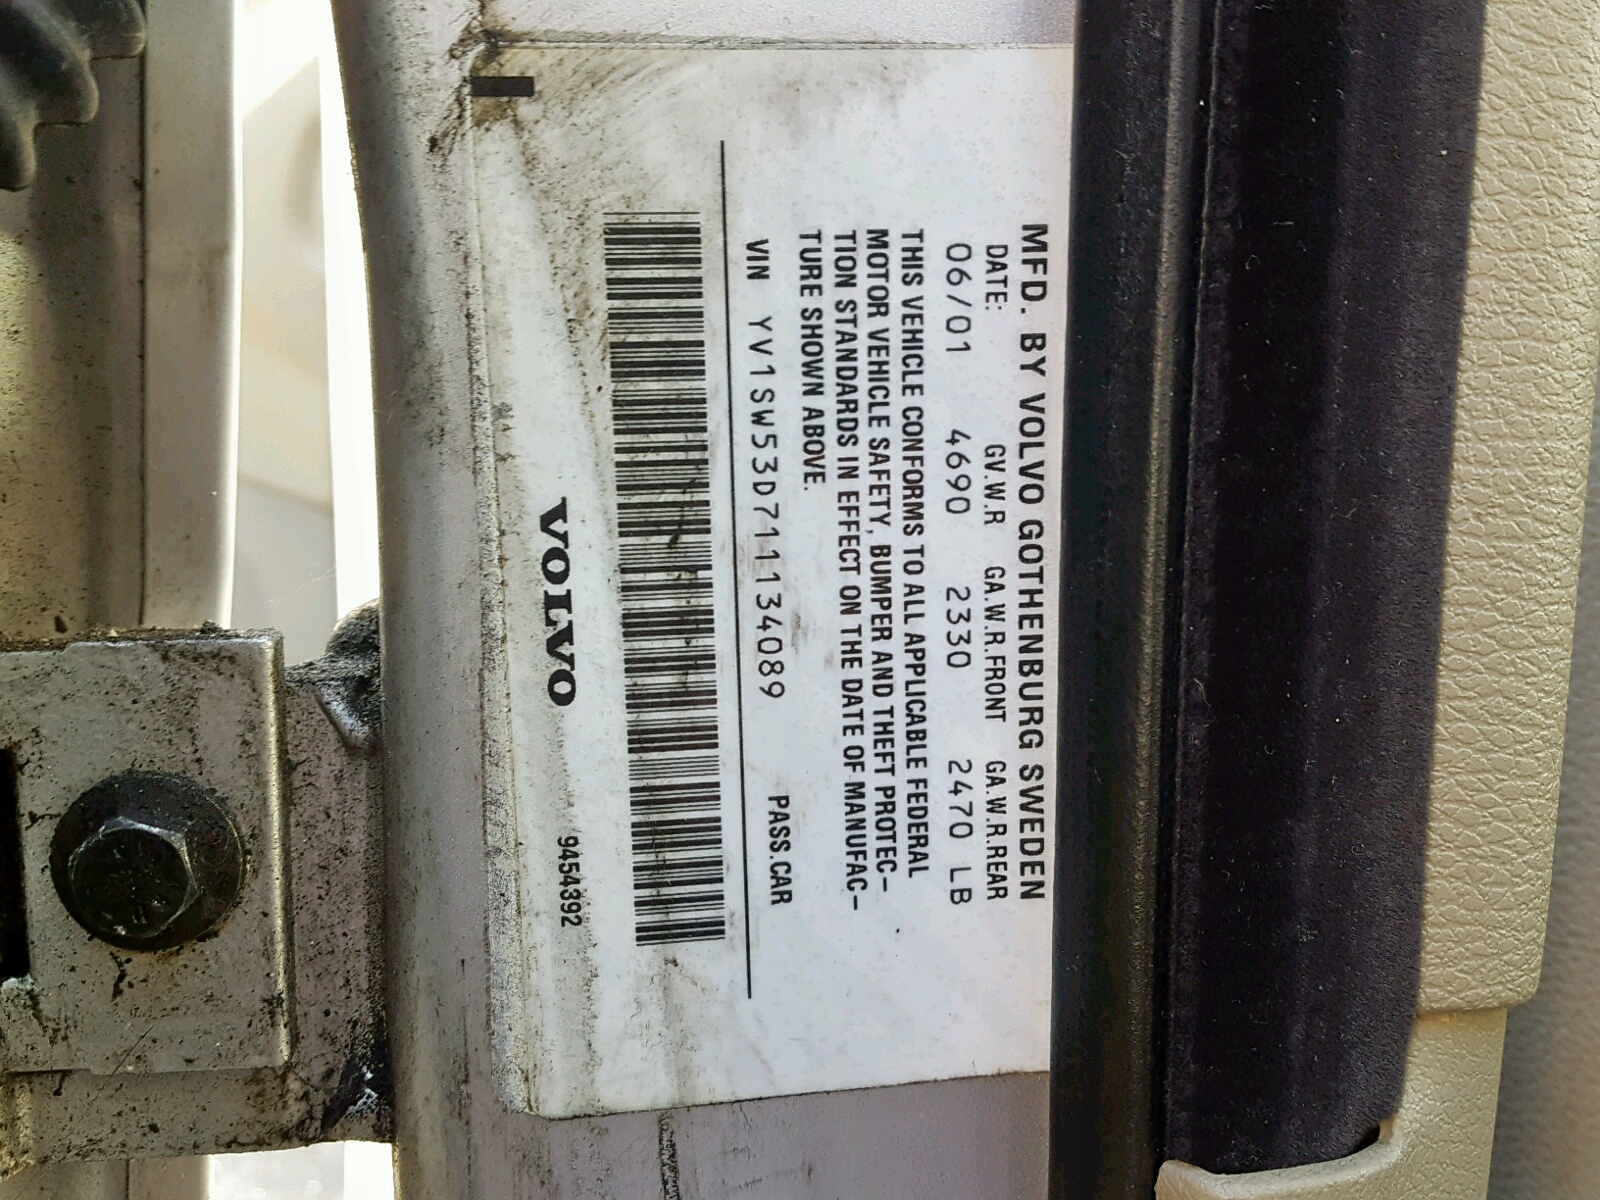 MFD. BY VOLVO GOTHENBURG SWEDEN
DATE: GV.W.R GA.W.R.FRONT GA.W.R.REAR
06/01 4690 2330 2470 LB
THIS VEHICLE CONFORMS TO ALL APPLICABLE FEDERAL
MOTOR VEHICLE SAFETY, BUMPER AND THEFT PROTEC-
TION STANDARDS IN EFFECT ON THE DATE OF MANUFAC-
TURE SHOWN ABOVE.
VIN YV1SW53D711134089 PASS.CAR
VOLVO 9454392